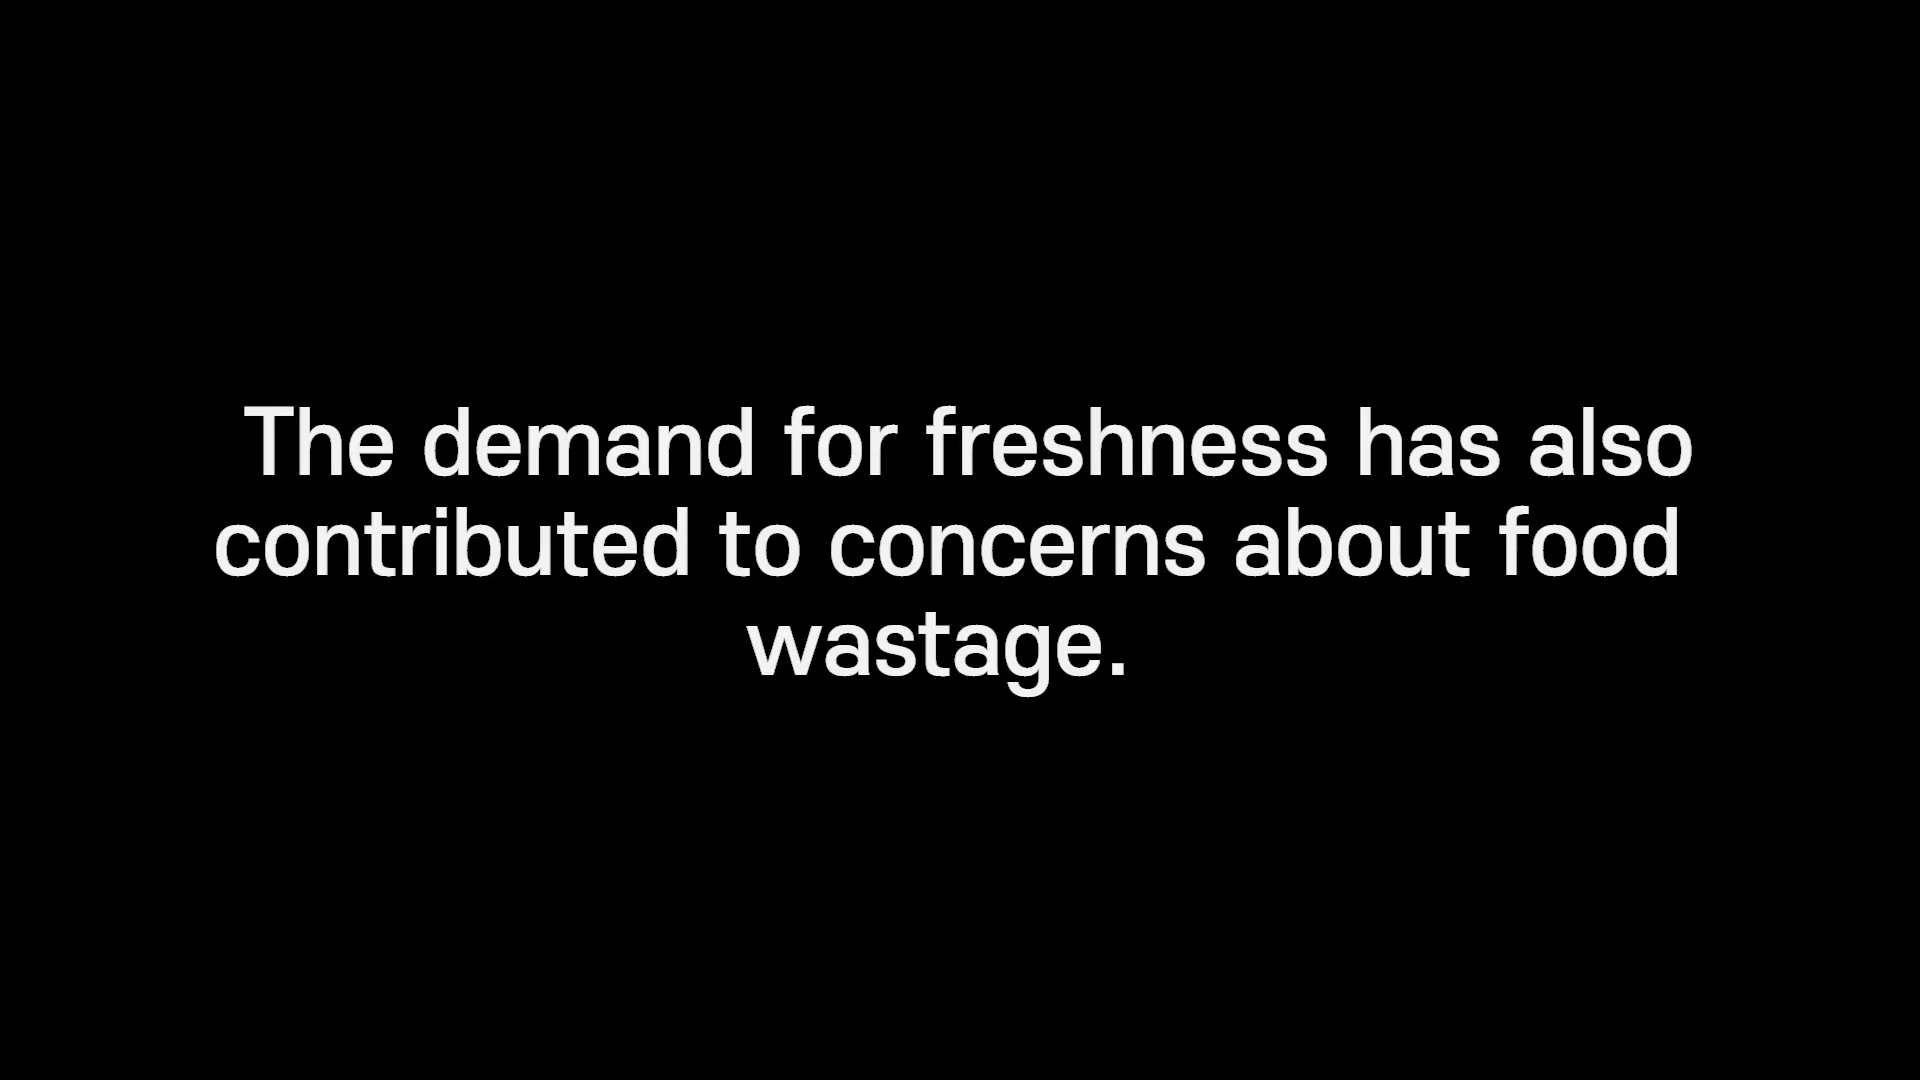 The demand for freshness has also
contributed to concerns about food
wastage.